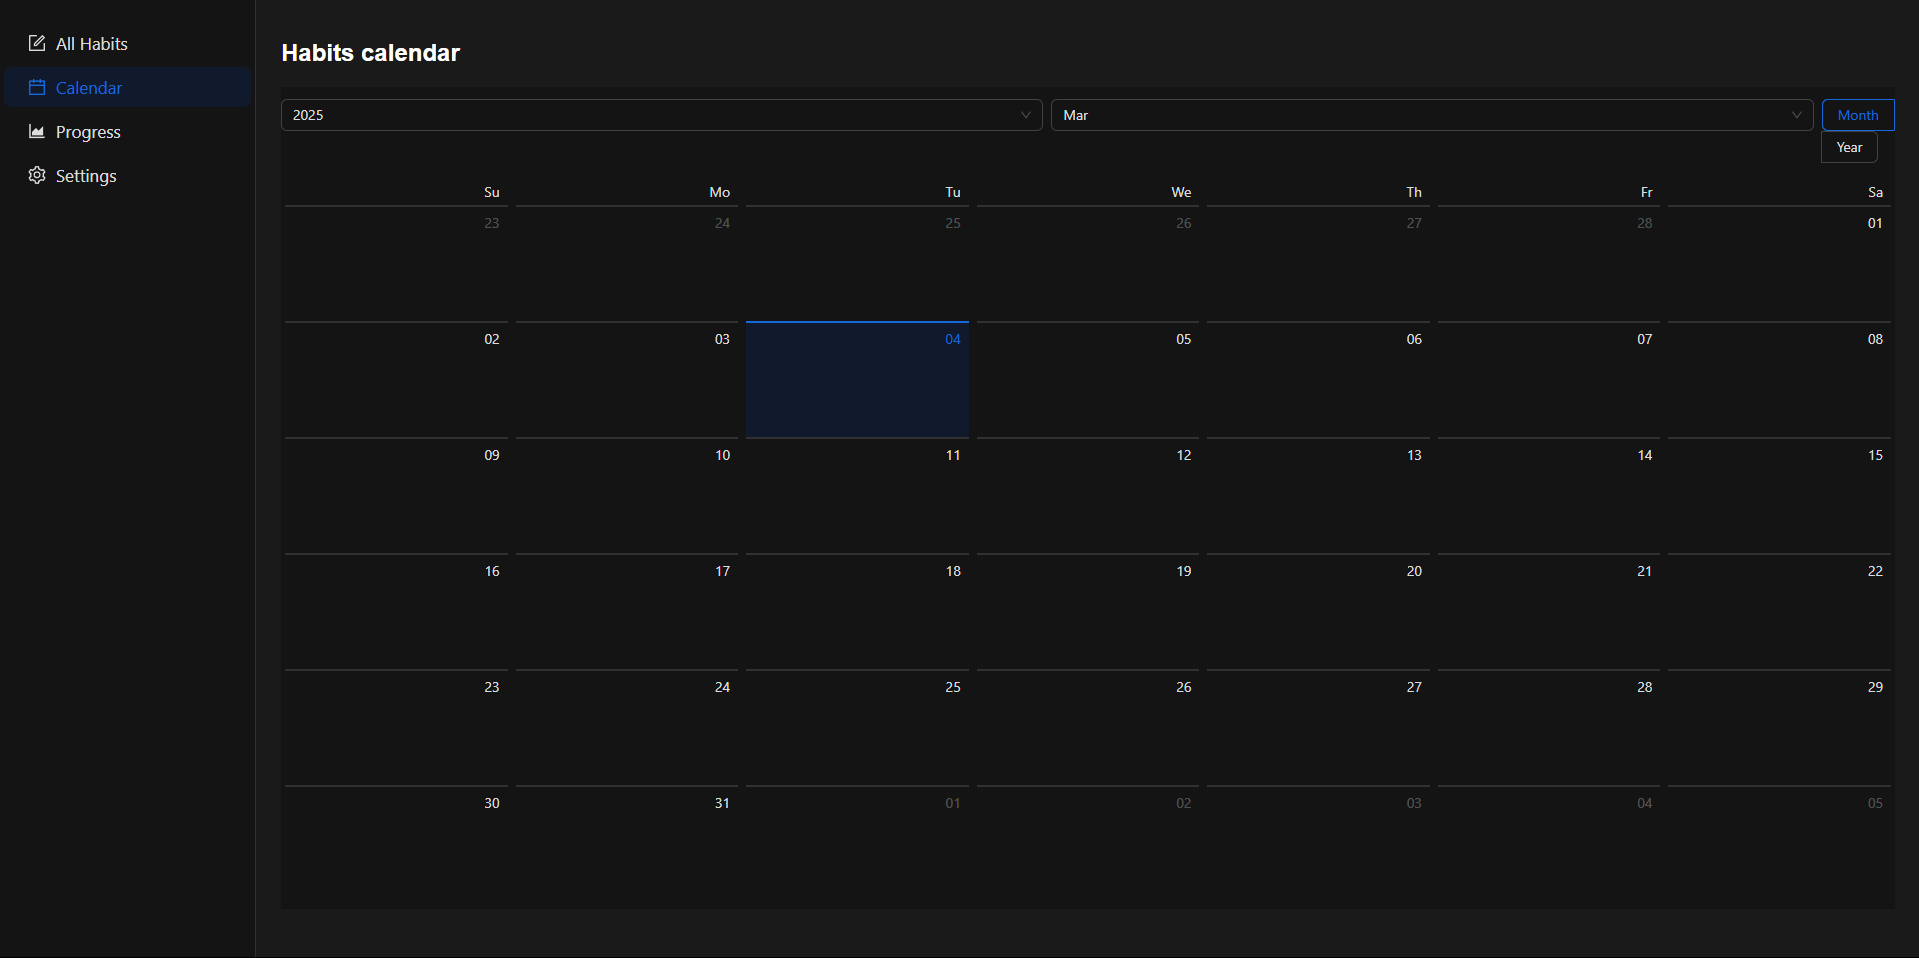 All Habits
Calendar
Progress
Settings
Habits calendar
2025 Mar Month
Year
Su Mo Tu We Th Fr Sa
23 24 25 26 27 28 01
02 03 04 05 06 07 08
09 10 11 12 13 14 15
16 17 18 19 20 21 22
23 24 25 26 27 28 29
30 31 01 02 03 04 05